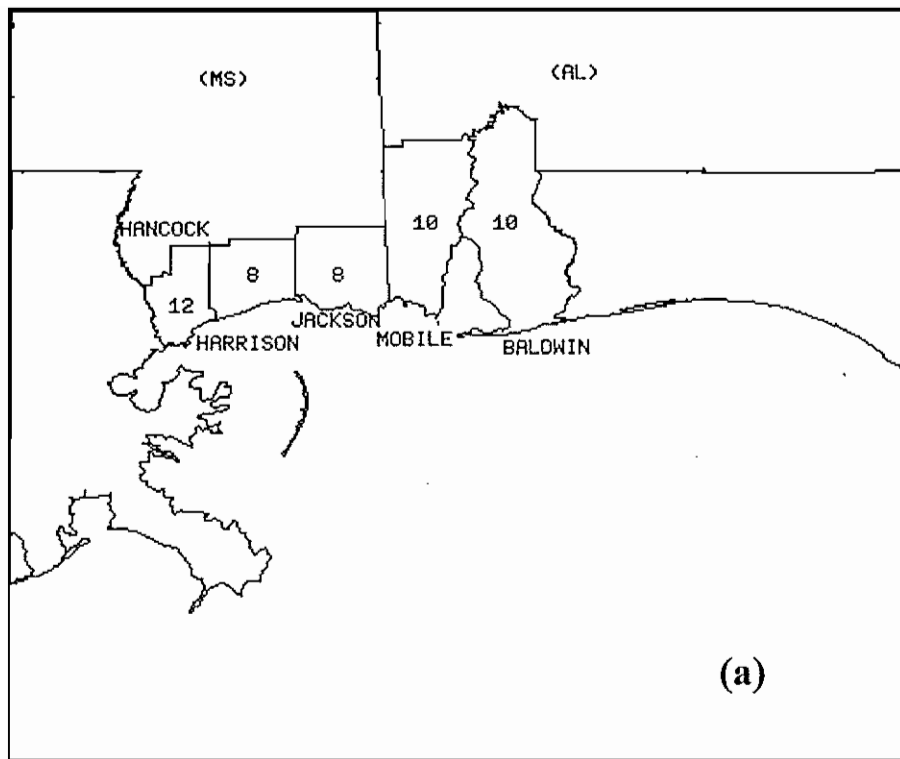 (MS)
(AL)
HANCOCK
10
10
8
8
12
JACKSON
HARRISON
MOBILE
BALDWIN
(a)